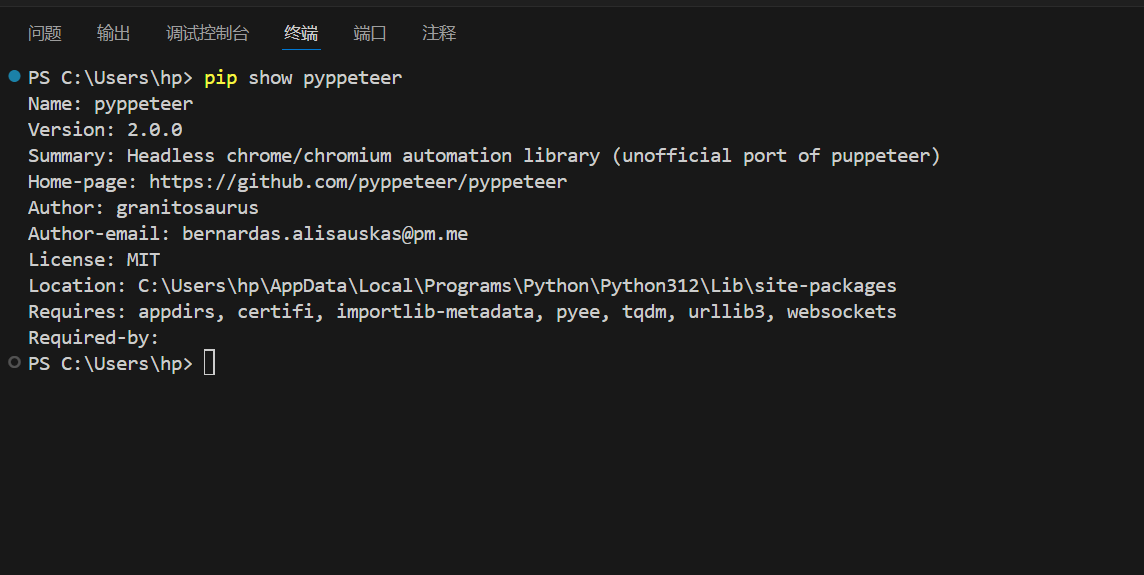 问题 输出 调试控制台 终端 端口 注释
PS C:\Users\hp> pip show pyppeteer
Name: pyppeteer
Version: 2.0.0
Summary: Headless chrome/chromium automation library (unofficial port of puppeteer)
Home-page: https://github.com/pyppeteer/pyppeteer
Author: granitosaurus
Author-email: bernardas.alisauskas@pm.me
License: MIT
Location: C:\Users\hp\AppData\Local\Programs\Python\Python312\Lib\site-packages
Requires: appdirs, certifi, importlib-metadata, pyee, tqdm, urllib3, websockets
Required-by:
PS C:\Users\hp>